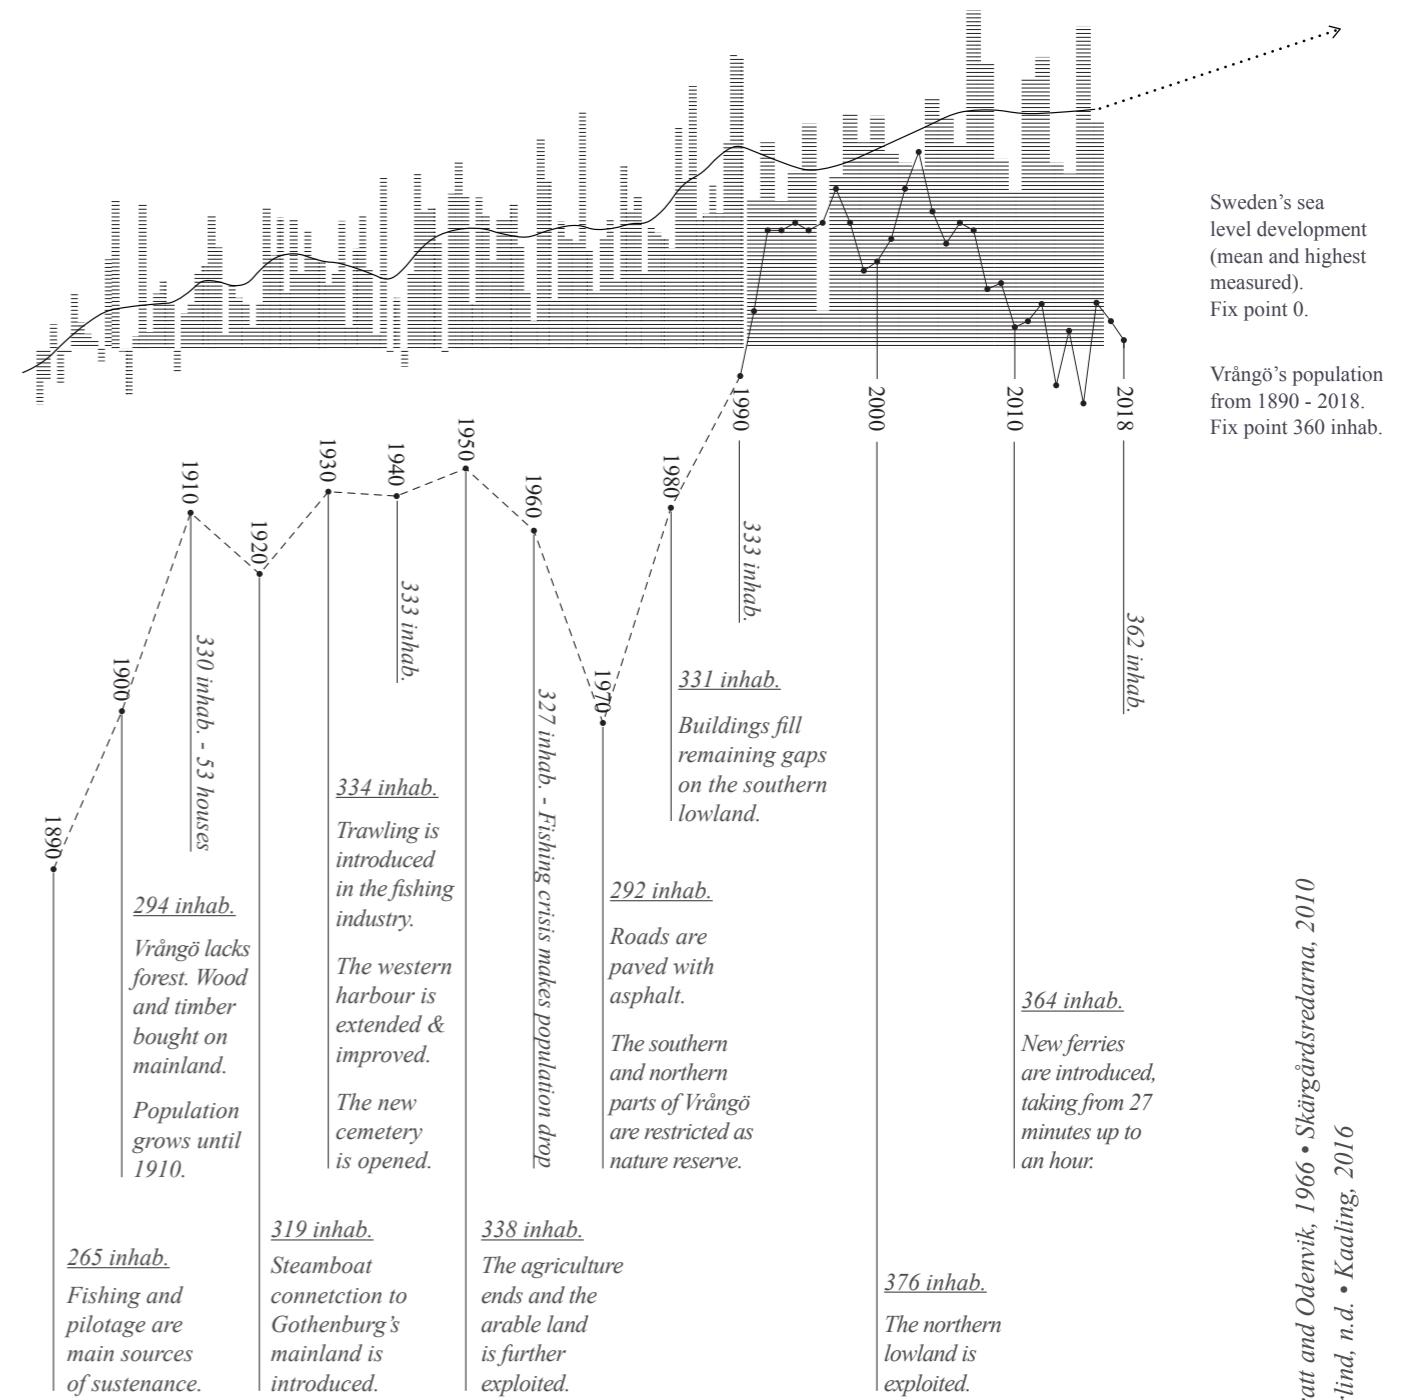 Sweden's sea
level development
(mean and highest
measured).
Fix point 0.
Vrångö's population
from 1890 - 2018.
Fix point 360 inhab.
1890
1900
1910
1920
1930
1940
1950
1960
1970
1980
1990
2000
2010
2018
265 inhab.
Fishing and
pilotage are
main sources
of sustenance.
294 inhab.
Vrångö lacks
forest. Wood
and timber
bought on
mainland.
Population
grows until
1910.
330 inhab. - 53 houses
319 inhab.
Steamboat
connetction to
Gothenburg's
mainland is
introduced.
334 inhab.
Trawling is
introduced
in the fishing
industry.
The western
harbour is
extended &
improved.
The new
cemetery
is opened.
333 inhab.
338 inhab.
The agriculture
ends and the
arable land
is further
exploited.
327 inhab. - Fishing crisis makes population drop
292 inhab.
Roads are
paved with
asphalt.
The southern
and northern
parts of Vrångö
are restricted as
nature reserve.
331 inhab.
Buildings fill
remaining gaps
on the southern
lowland.
333 inhab.
376 inhab.
The northern
lowland is
exploited.
364 inhab.
New ferries
are introduced,
taking from 27
minutes up to
an hour.
362 inhab.
and Odenvik, 1966 • Skärgårdsredarna, 2010
n.d. • Kaaling, 2016